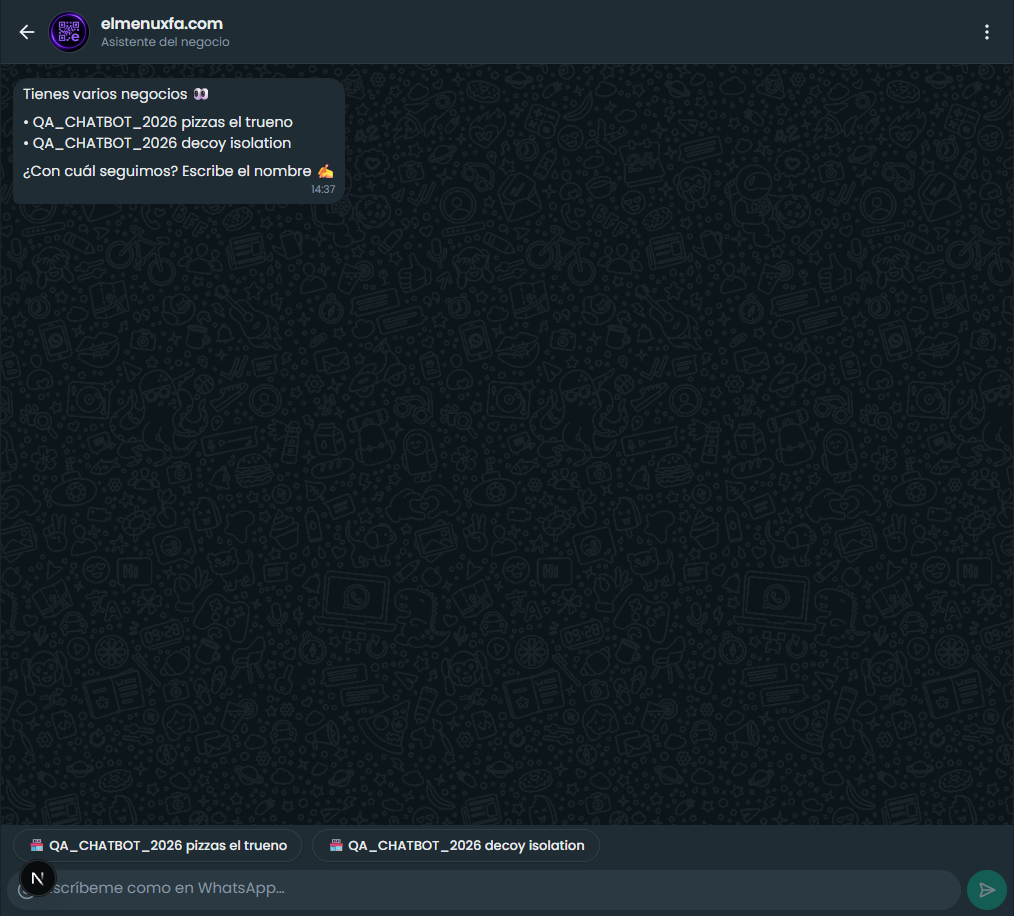 elmenuxfa.com
Asistente del negocio
Tienes varios negocios 👀
• QA_CHATBOT_2026 pizzas el trueno
• QA_CHATBOT_2026 decoy isolation
¿Con cuál seguimos? Escribe el nombre ✍️
14:37
🏪 QA_CHATBOT_2026 pizzas el trueno
🏪 QA_CHATBOT_2026 decoy isolation
N
scríbeme como en WhatsApp...